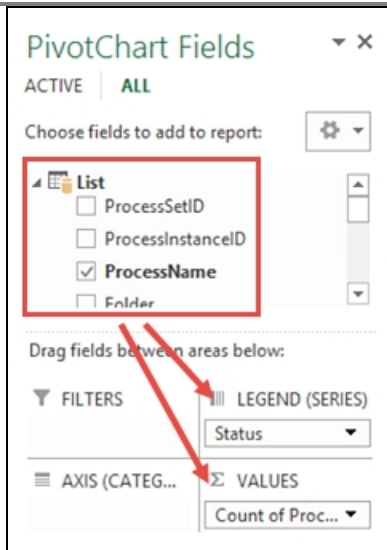 PivotChart Fields
ACTIVE ALL
Choose fields to add to report:
List
ProcessSetID
ProcessInstanceID
ProcessName
Folder
Drag fields between areas below:
FILTERS
LEGEND (SERIES)
Status
AXIS (CATEG...
Σ VALUES
Count of Proc...